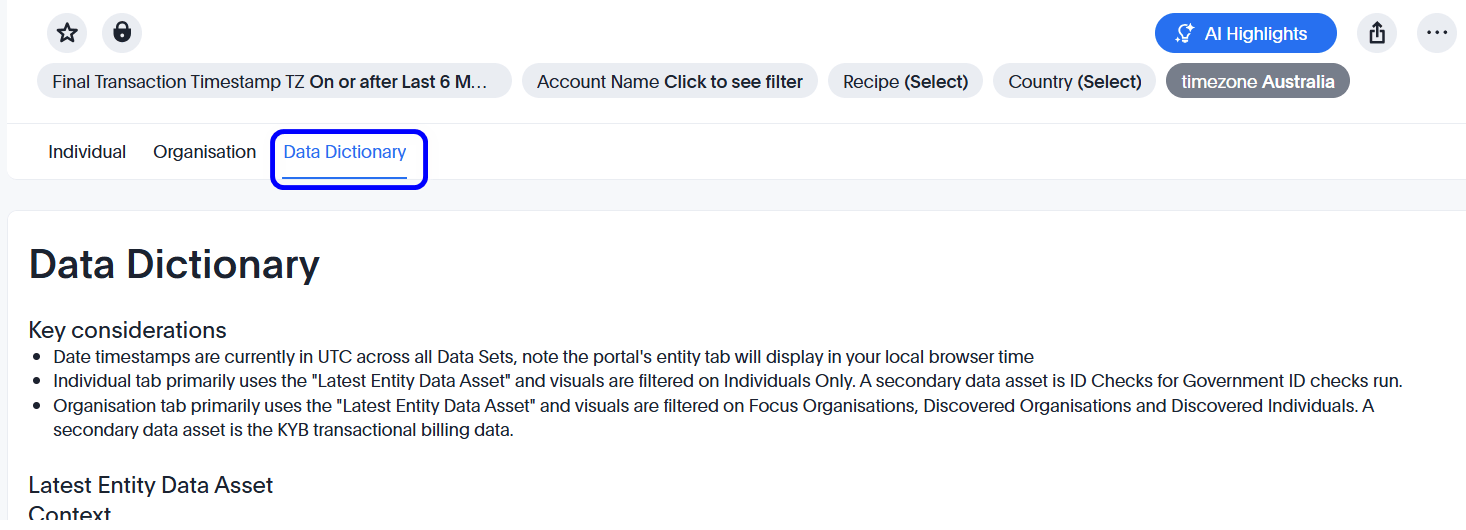 AI Highlights
Final Transaction Timestamp TZ On or after Last 6 M...
Account Name Click to see filter
Recipe (Select)
Country (Select)
timezone Australia
Individual
Organisation
Data Dictionary
Data Dictionary
Key considerations
• Date timestamps are currently in UTC across all Data Sets, note the portal's entity tab will display in your local browser time
• Individual tab primarily uses the "Latest Entity Data Asset" and visuals are filtered on Individuals Only. A secondary data asset is ID Checks for Government ID checks run.
• Organisation tab primarily uses the "Latest Entity Data Asset" and visuals are filtered on Focus Organisations, Discovered Organisations and Discovered Individuals. A
secondary data asset is the KYB transactional billing data.
Latest Entity Data Asset
Context